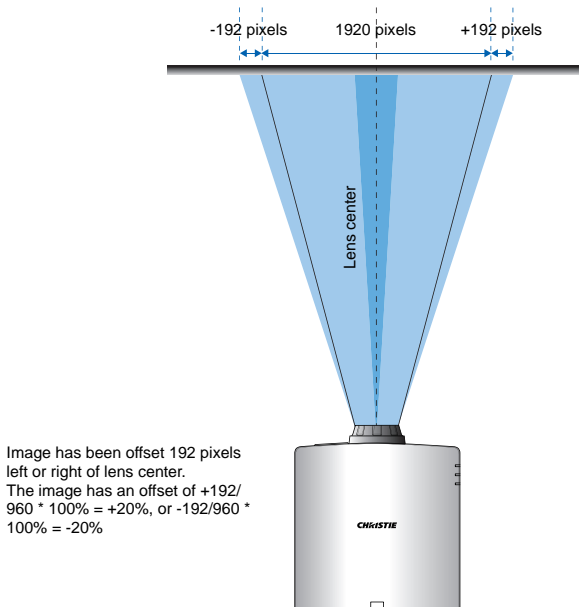 -192 pixels 1920 pixels +192 pixels
Lens center
Image has been offset 192 pixels
left or right of lens center.
The image has an offset of +192/
960 * 100% = +20%, or -192/960 *
100% = -20%
CHRISTIE